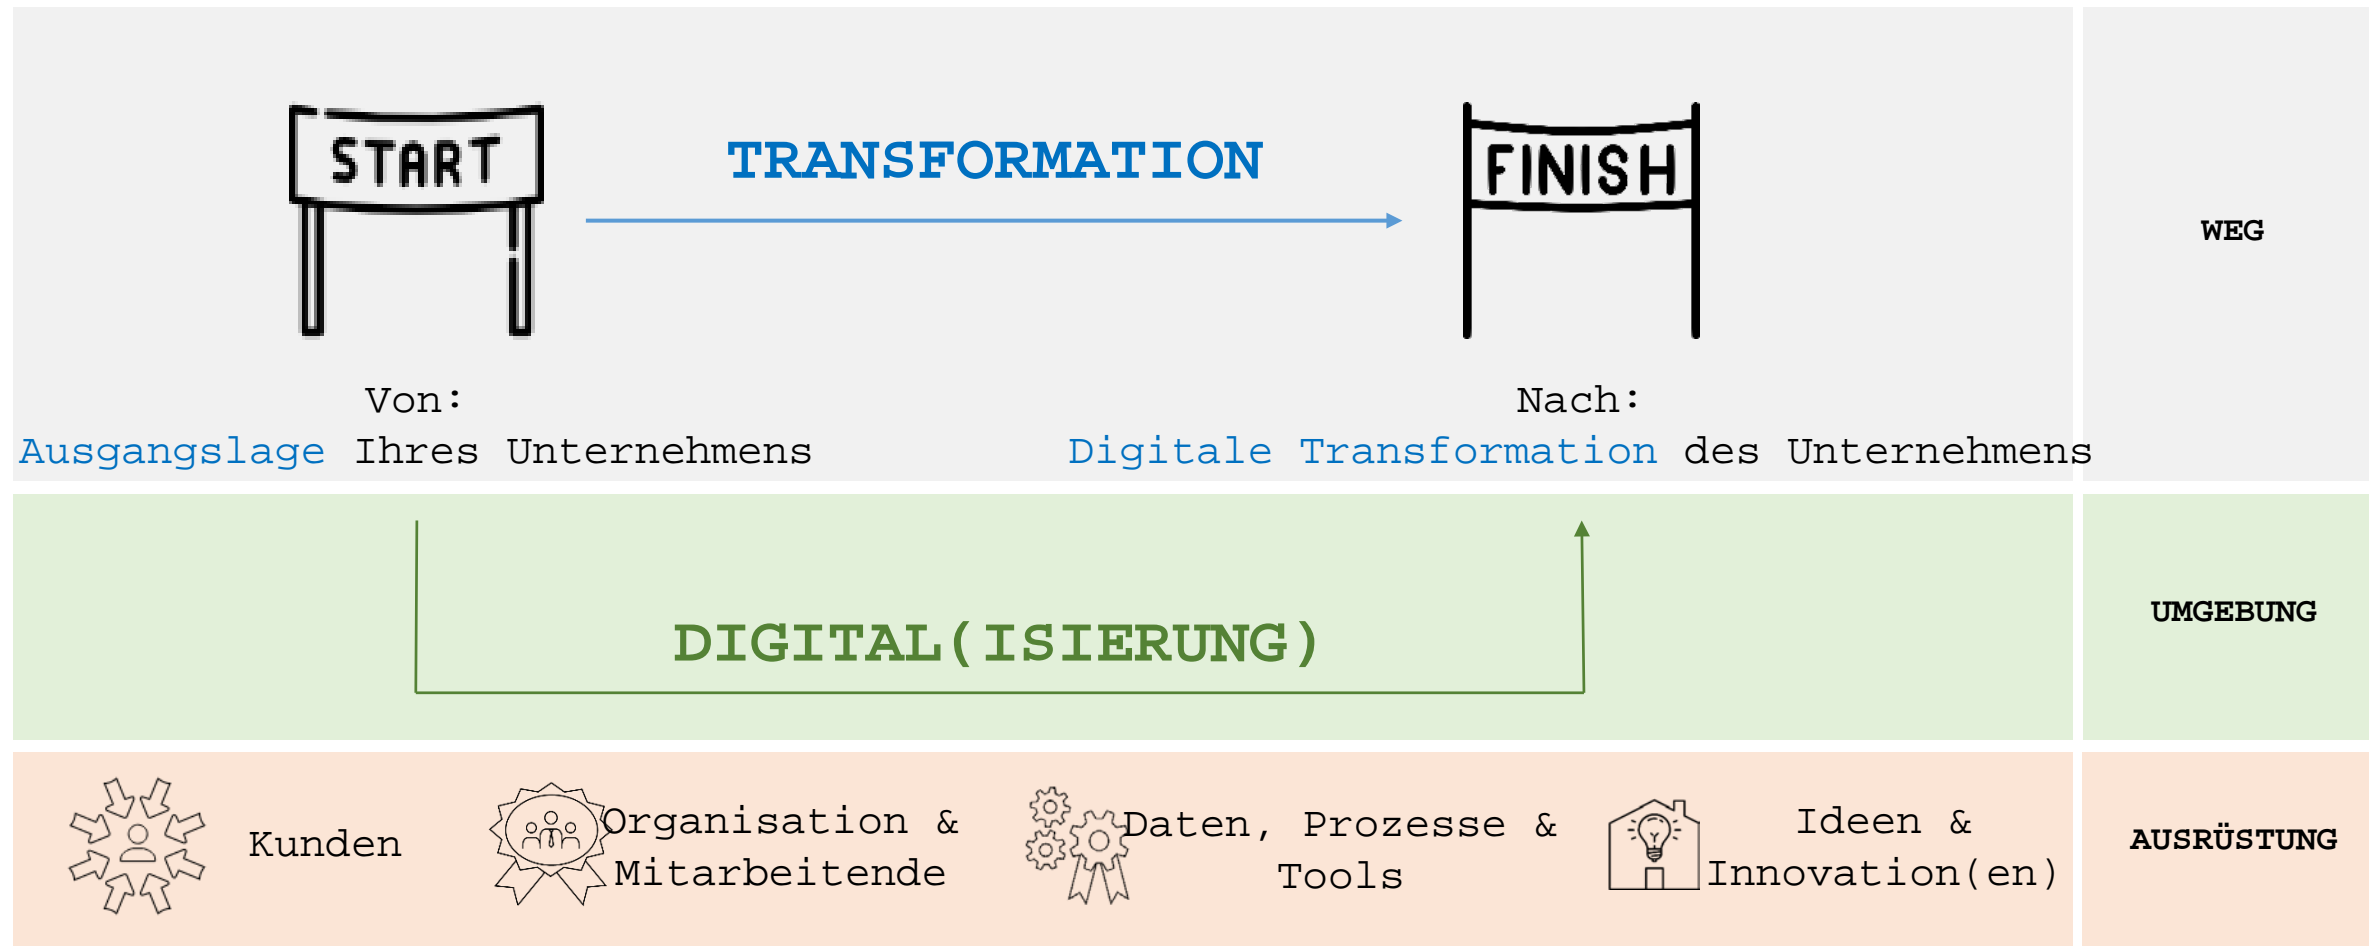 START
TRANSFORMATION
FINISH
WEG
Von:
Ausgangslage Ihres Unternehmens
Nach:
Digitale Transformation des Unternehmens
DIGITAL(ISIERUNG)
UMGEBUNG
Kunden
Organisation &
Mitarbeitende
Daten, Prozesse &
Tools
Ideen &
Innovation(en)
AUSRÜSTUNG